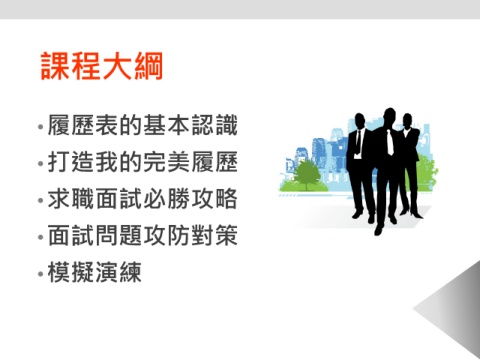 課程大綱
•履歷表的基本認識
•打造我的完美履歷
•求職面試必勝攻略
•面試問題攻防對策
•模擬演練